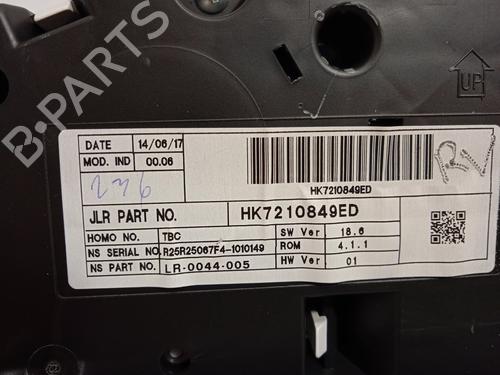 B-PARTS
UP
DATE 14/06/17
MOD. IND 00.06
HK7210849ED
236
RV
JLR PART NO. HK7210849ED
HOMO NO. TBC SW Ver 18.6
NS SERIAL NO. R25R25067F4-1010149 ROM 4.1.1
NS PART NO. LR-0044-005 HW Ver 01